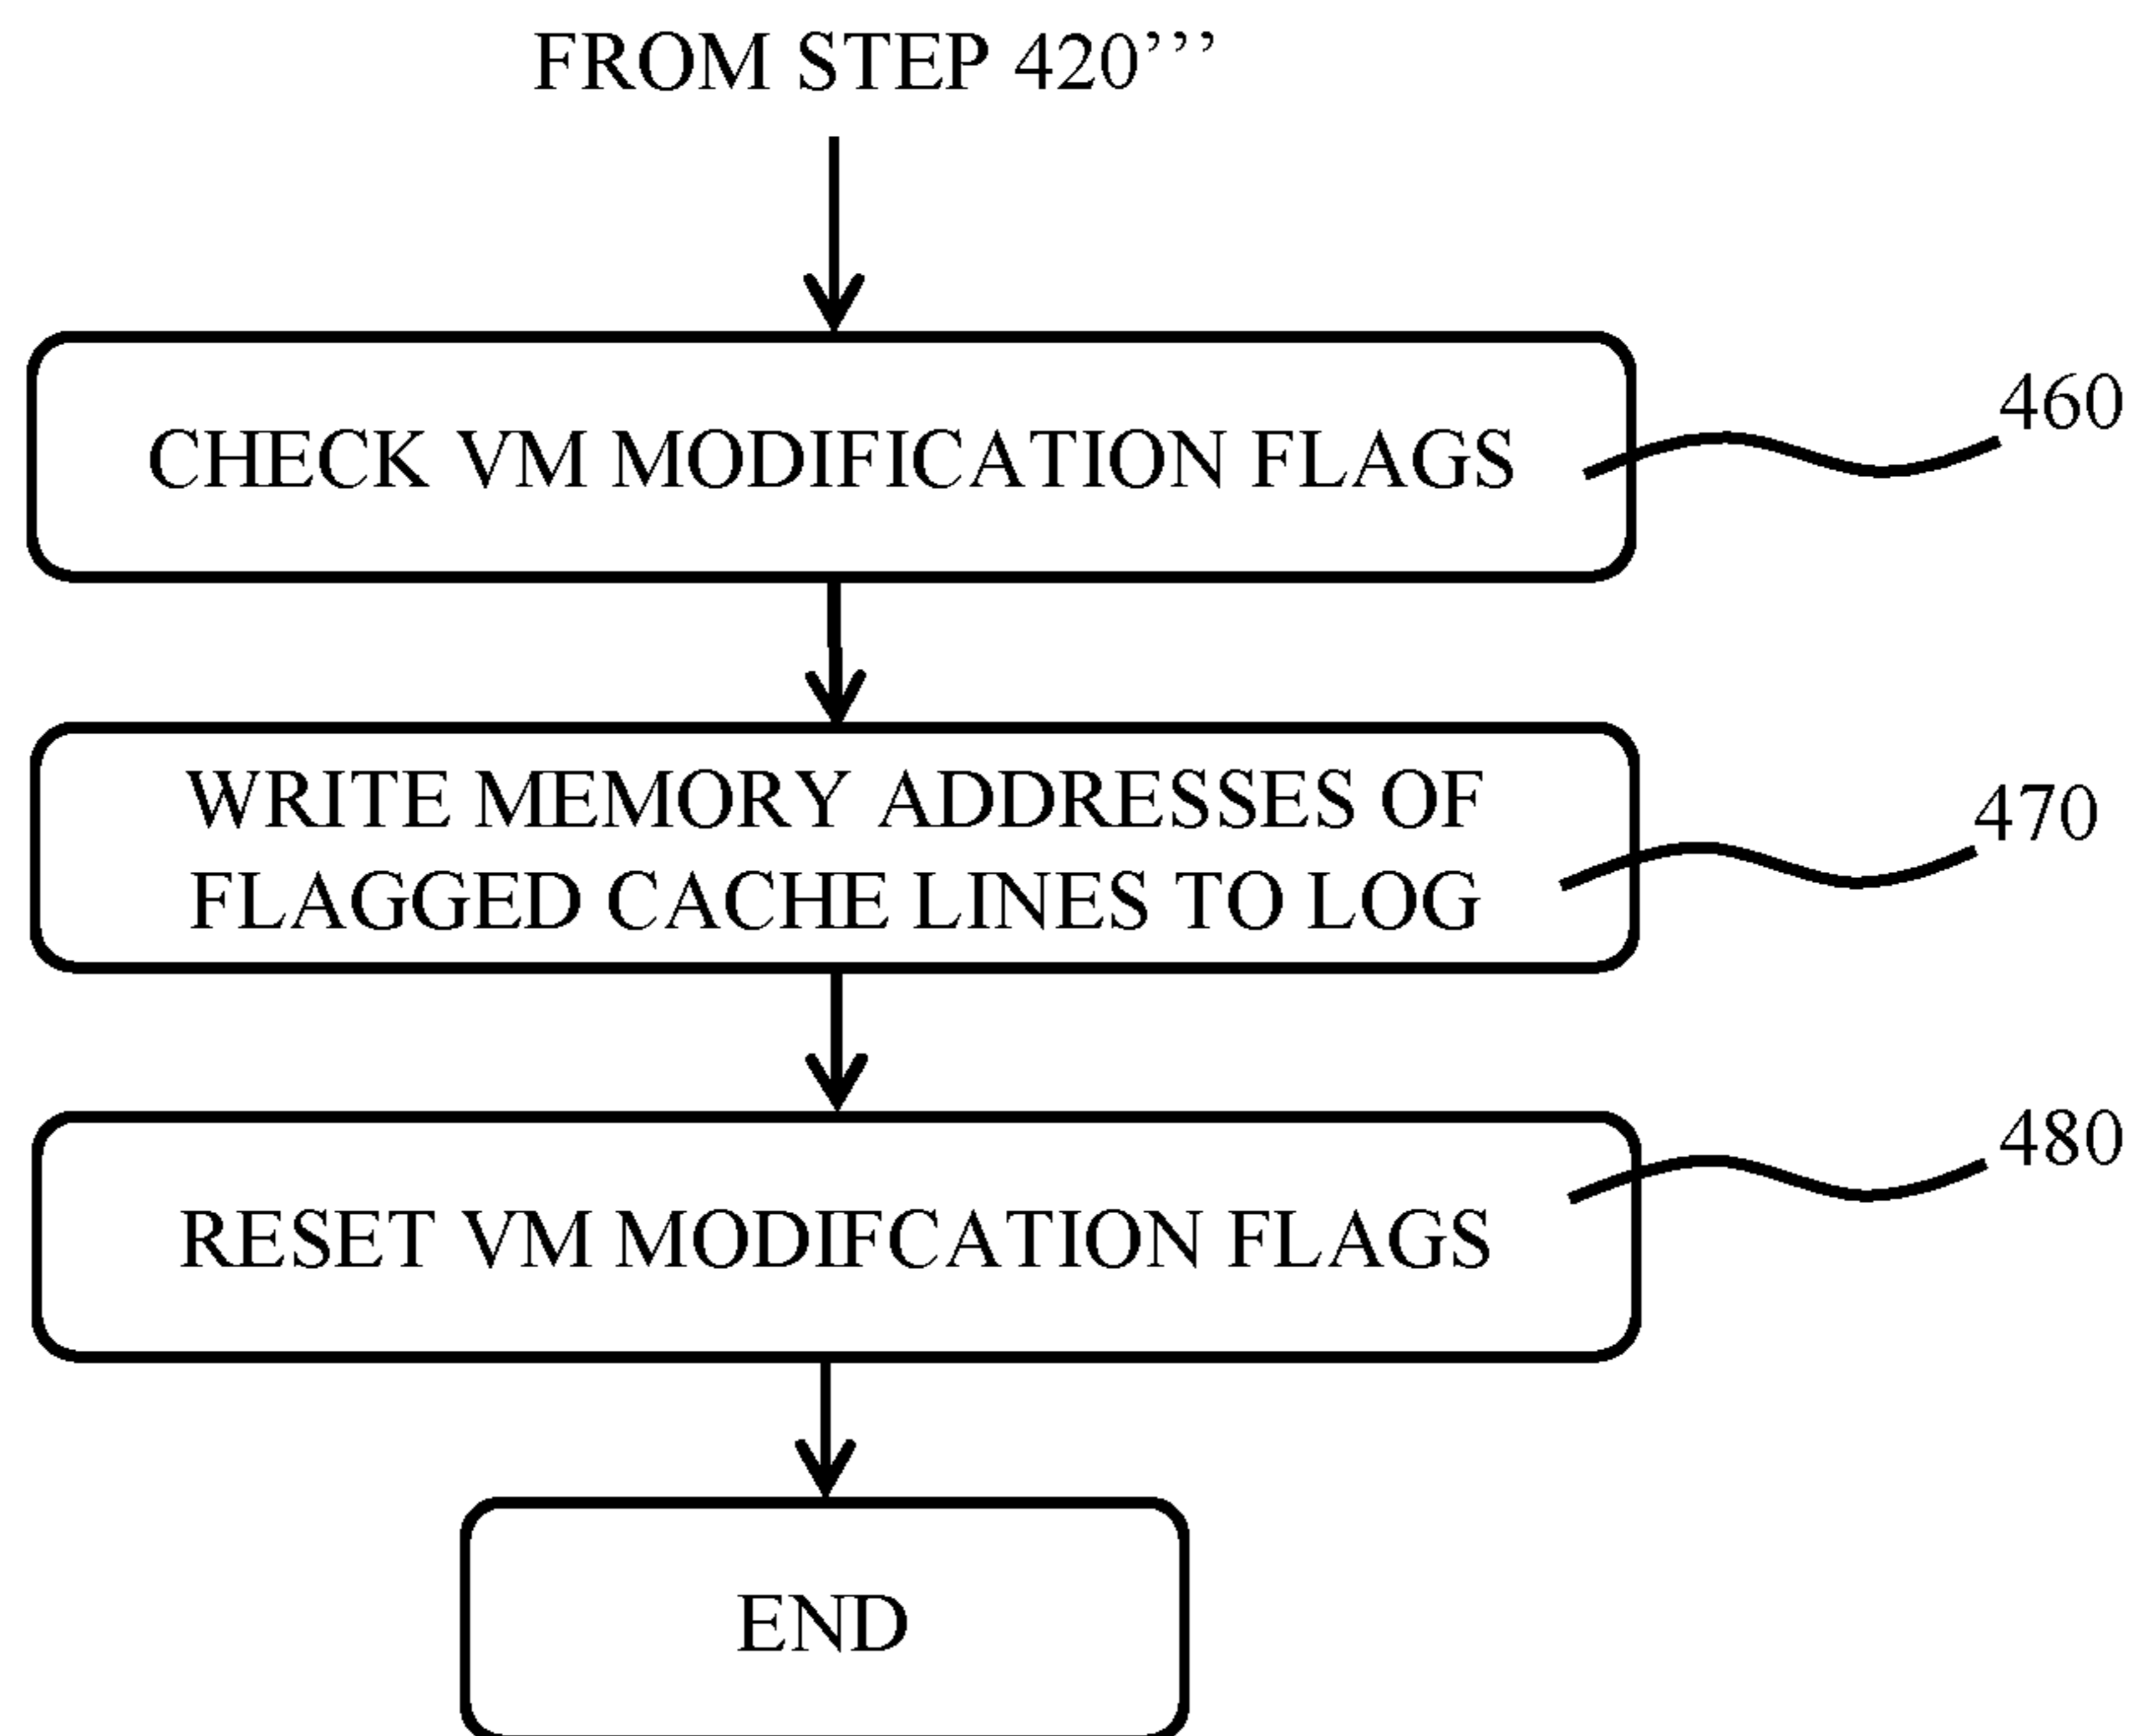 FROM STEP 420’’’
CHECK VM MODIFICATION FLAGS
460
WRITE MEMORY ADDRESSES OF
FLAGGED CACHE LINES TO LOG
470
RESET VM MODIFCATION FLAGS
480
END